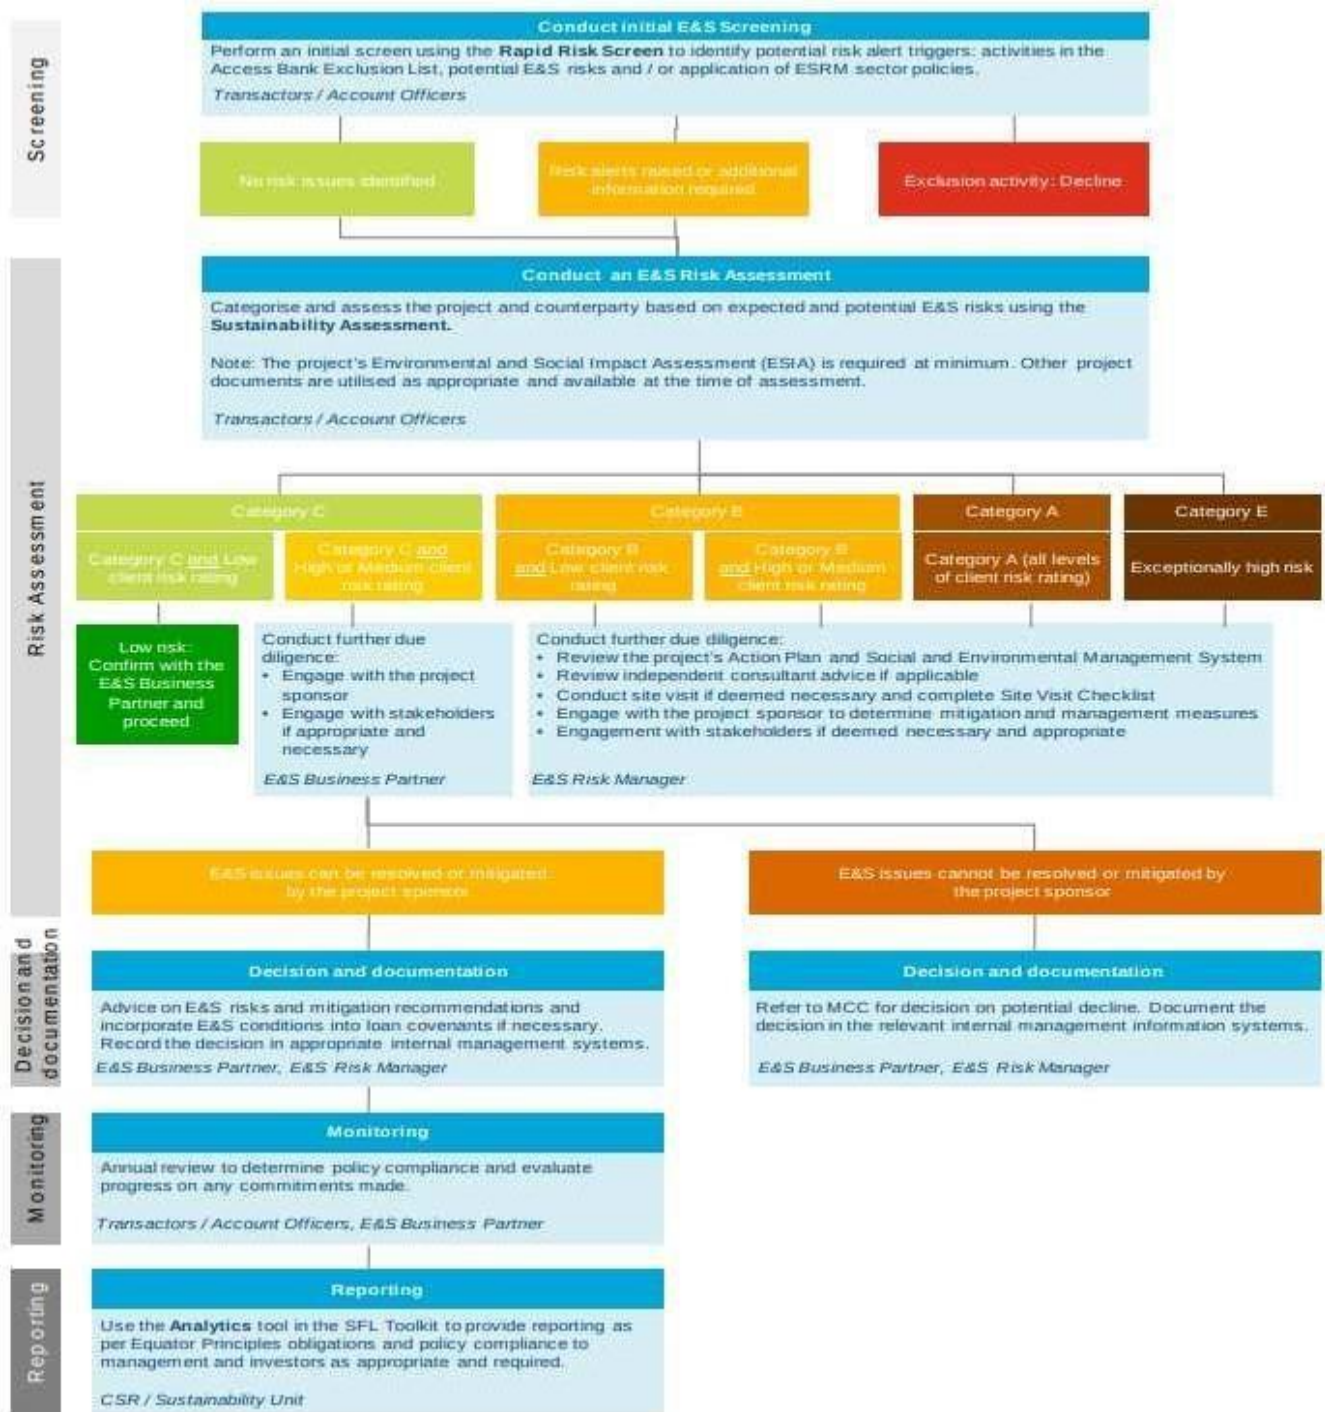 Screening
Conduct initial E&S Screening
Perform an initial screen using the Rapid Risk Screen to identify potential risk alert triggers: activities in the
Access Bank Exclusion List, potential E&S risks and / or application of ESRM sector policies.
Transactors / Account Officers
No risk issues identified
Risk alerts raised or additional
information required
Exclusion activity: Decline
Risk Assessment
Conduct an E&S Risk Assessment
Categorise and assess the project and counterparty based on expected and potential E&S risks using the
Sustainability Assessment.
Note: The project's Environmental and Social Impact Assessment (ESIA) is required at minimum. Other project
documents are utilised as appropriate and available at the time of assessment.
Transactors / Account Officers
Category C
Category C and Low
client risk rating
Category C and
High or Medium client
risk rating
Category B
Category B
and Low client risk
rating
Category B
and High or Medium
client risk rating
Category A
Category A (all levels
of client risk rating)
Category E
Exceptionally high risk
Low risk:
Confirm with the
E&S Business
Partner and
proceed
Conduct further due
diligence:
• Engage with the project
sponsor
• Engage with stakeholders
if appropriate and
necessary
E&S Business Partner
Conduct further due diligence:
• Review the project's Action Plan and Social and Environmental Management System
• Review independent consultant advice if applicable
• Conduct site visit if deemed necessary and complete Site Visit Checklist
• Engage with the project sponsor to determine mitigation and management measures
• Engagement with stakeholders if deemed necessary and appropriate
E&S Risk Manager
E&S issues can be resolved or mitigated
by the project sponsor
E&S issues cannot be resolved or mitigated by
the project sponsor
Decision and
documentation
Decision and documentation
Advice on E&S risks and mitigation recommendations and
incorporate E&S conditions into loan covenants if necessary.
Record the decision in appropriate internal management systems.
E&S Business Partner, E&S Risk Manager
Decision and documentation
Refer to MCC for decision on potential decline. Document the
decision in the relevant internal management information systems.
E&S Business Partner, E&S Risk Manager
Monitoring
Monitoring
Annual review to determine policy compliance and evaluate
progress on any commitments made.
Transactors / Account Officers, E&S Business Partner
Reporting
Reporting
Use the Analytics tool in the SFL Toolkit to provide reporting as
per Equator Principles obligations and policy compliance to
management and investors as appropriate and required.
CSR / Sustainability Unit